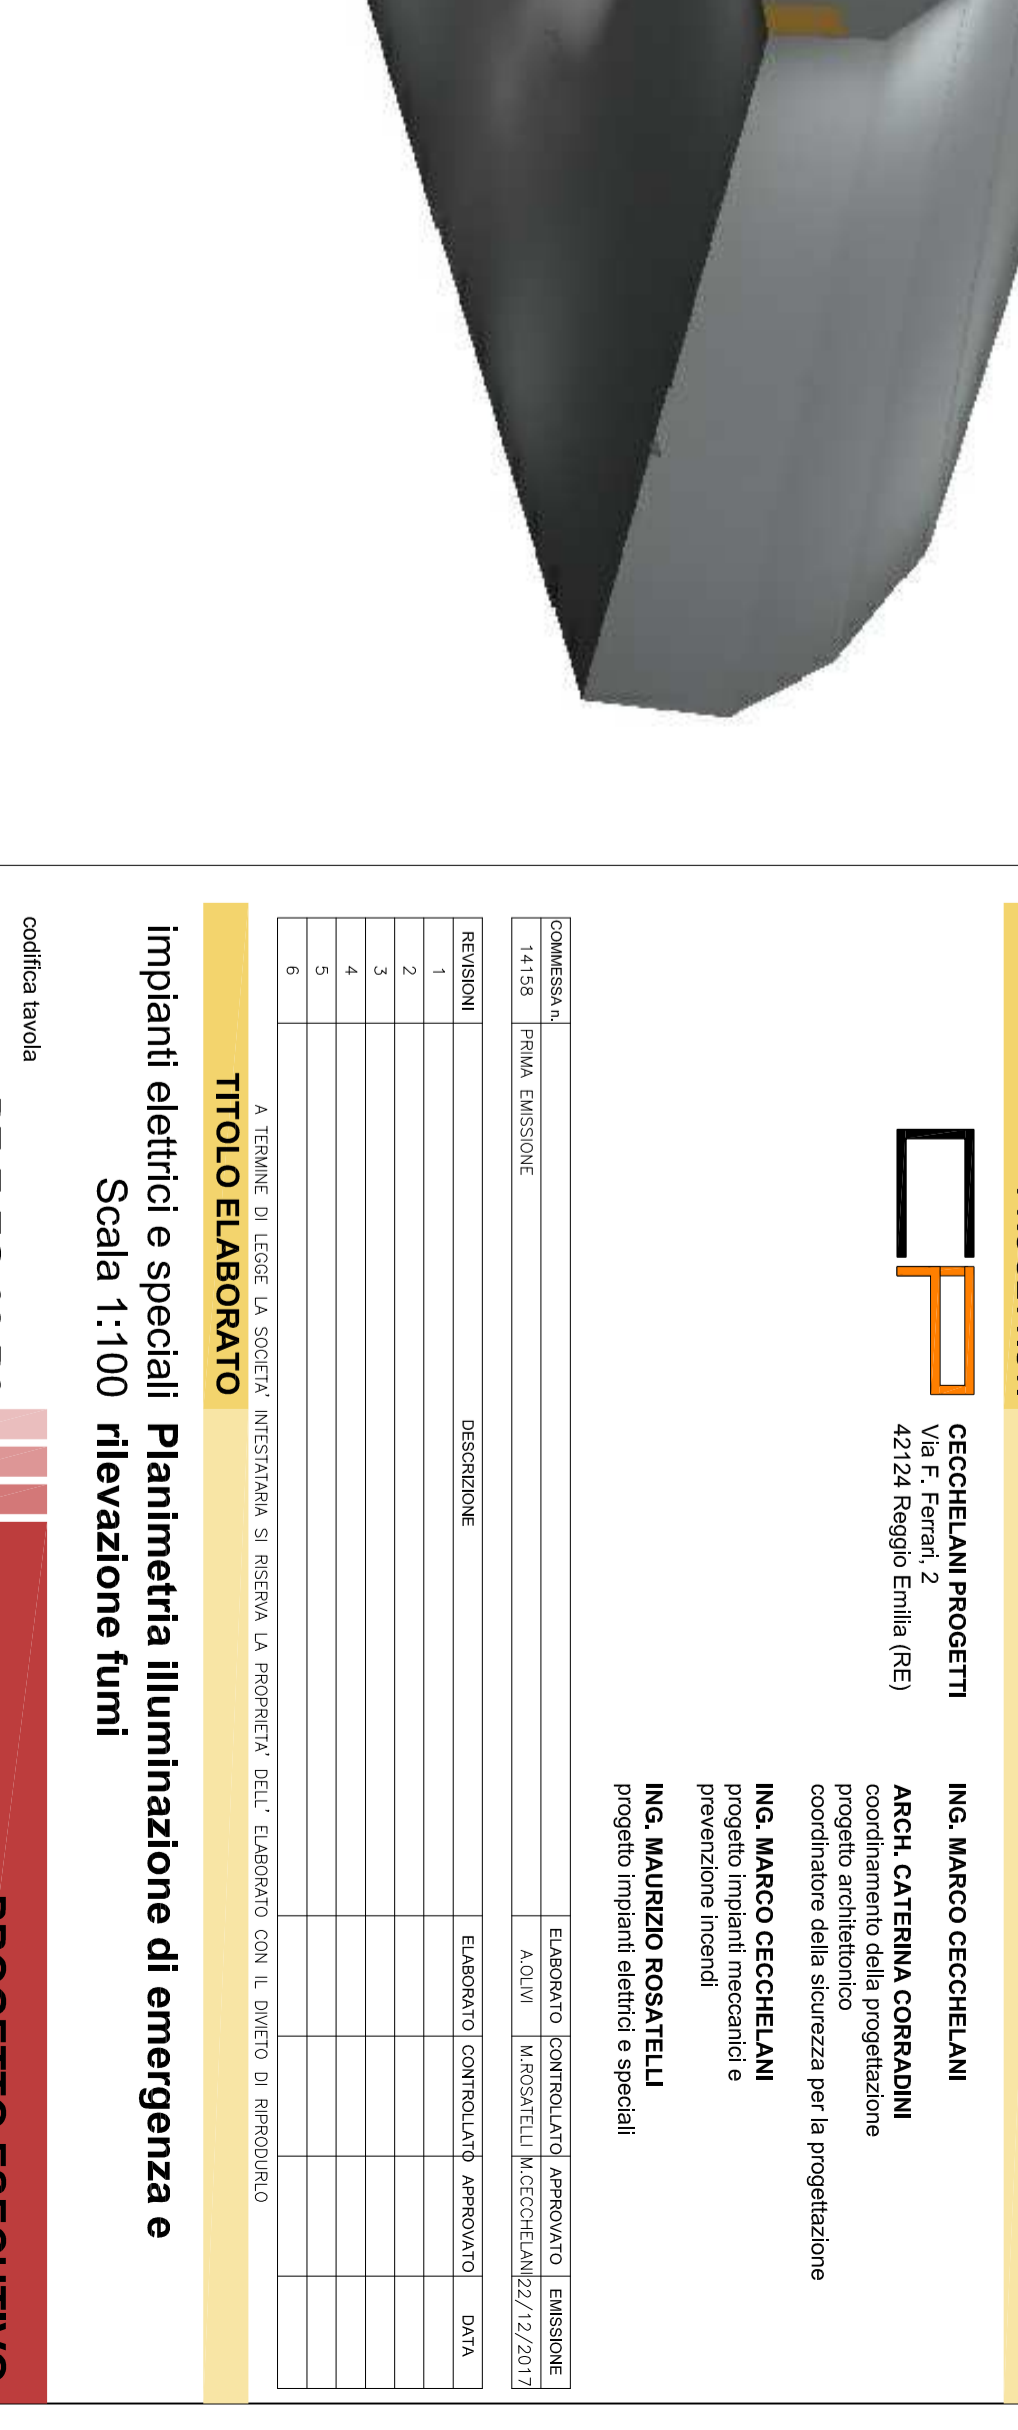 CECCHELANI PROGETTI
Via F. Ferrari, 2
42124 Reggio Emilia (RE)
ING. MARCO CECCHELANI
ARCH. CATERINA CORRADINI
coordinamento della progettazione
progetto architettonico
coordinatore della sicurezza per la progettazione
ING. MARCO CECCHELANI
progetto impianti meccanici e
prevenzione incendi
ING. MAURIZIO ROSATELLI
progetto impianti elettrici e speciali
COMMESSA n. ELABORATO CONTROLLATO APPROVATO EMISSIONE
14158 PRIMA EMISSIONE A.OLIVI M.ROSATELLI M.CECCHELANI 22/12/2017
REVISIONI DESCRIZIONE ELABORATO CONTROLLATO APPROVATO DATA
1
2
3
4
5
6
A TERMINE DI LEGGE LA SOCIETA' INTESTATARIA SI RISERVA LA PROPRIETA' DELL' ELABORATO CON IL DIVIETO DI RIPRODURLO
TITOLO ELABORATO
impianti elettrici e speciali Planimetria illuminazione di emergenza e
Scala 1:100 rilevazione fumi
codifica tavola
PROGETTO ESECUTIVO